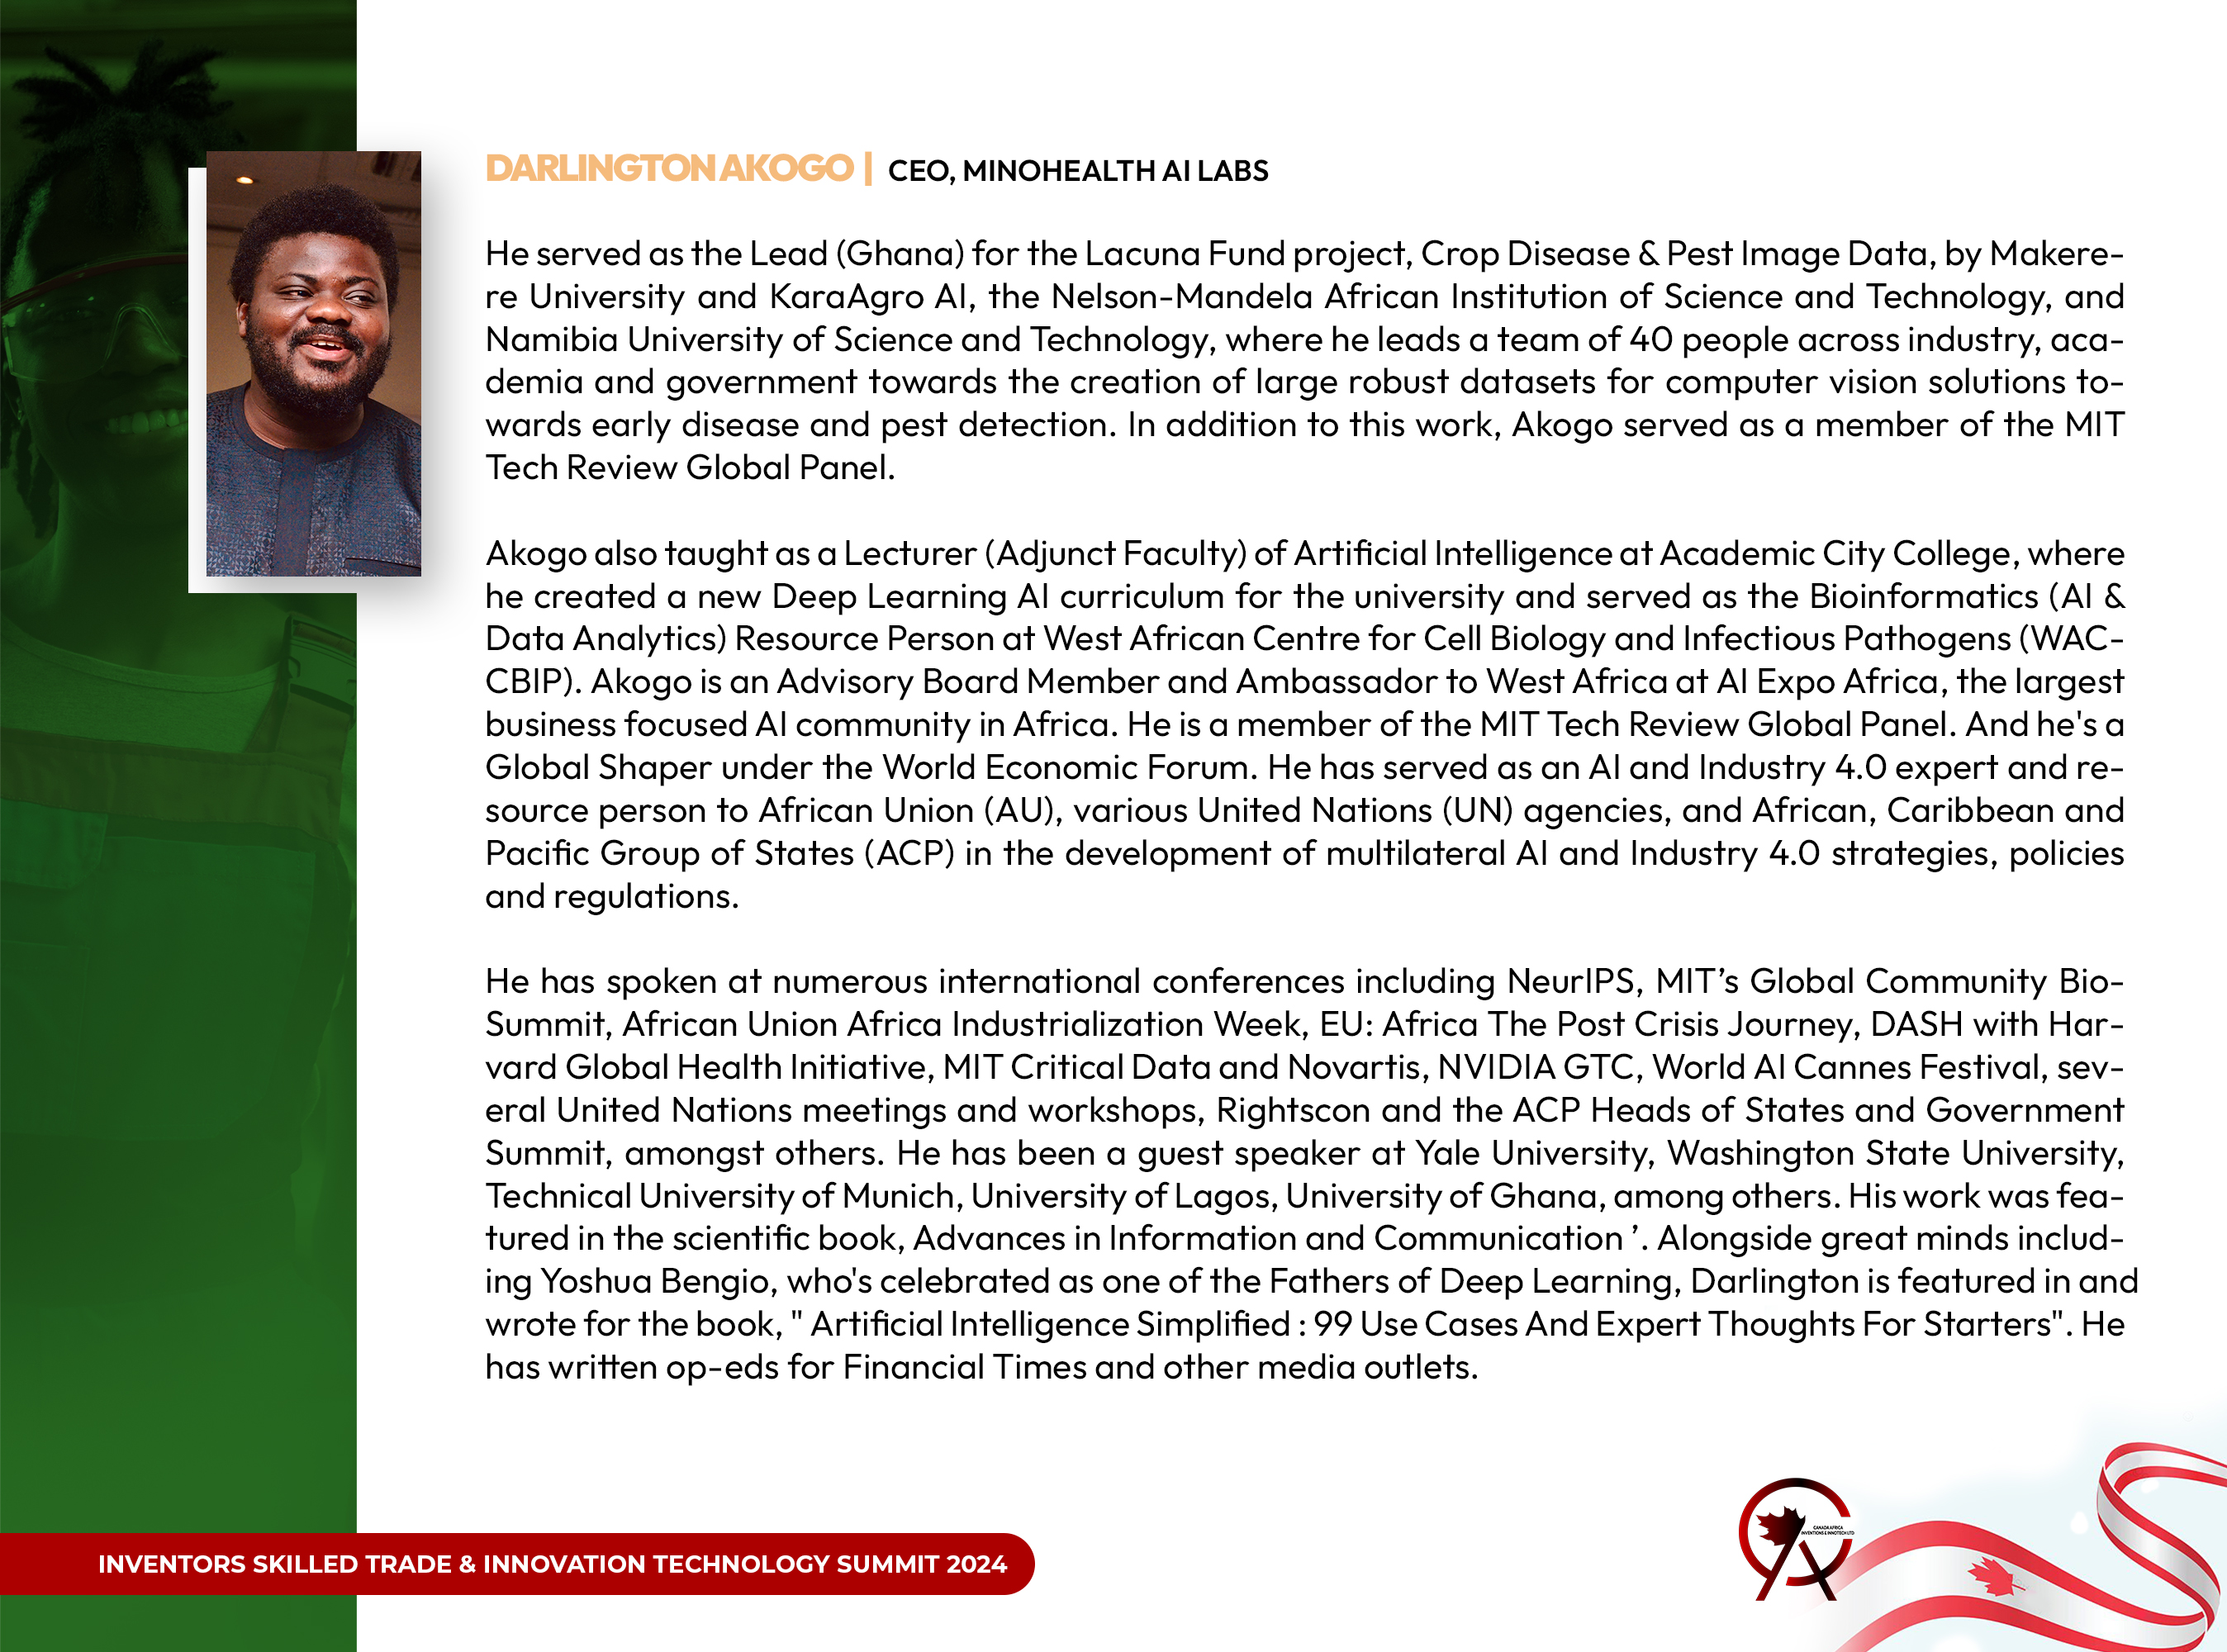 DARLINGTON AKOGO | CEO, MINOHEALTH AI LABS
He served as the Lead (Ghana) for the Lacuna Fund project, Crop Disease & Pest Image Data, by Makere-
re University and KaraAgro AI, the Nelson-Mandela African Institution of Science and Technology, and
Namibia University of Science and Technology, where he leads a team of 40 people across industry, aca-
demia and government towards the creation of large robust datasets for computer vision solutions to-
wards early disease and pest detection. In addition to this work, Akogo served as a member of the MIT
Tech Review Global Panel.
Akogo also taught as a Lecturer (Adjunct Faculty) of Artificial Intelligence at Academic City College, where
he created a new Deep Learning AI curriculum for the university and served as the Bioinformatics (AI &
Data Analytics) Resource Person at West African Centre for Cell Biology and Infectious Pathogens (WAC-
CBIP). Akogo is an Advisory Board Member and Ambassador to West Africa at AI Expo Africa, the largest
business focused AI community in Africa. He is a member of the MIT Tech Review Global Panel. And he's a
Global Shaper under the World Economic Forum. He has served as an AI and Industry 4.0 expert and re-
source person to African Union (AU), various United Nations (UN) agencies, and African, Caribbean and
Pacific Group of States (ACP) in the development of multilateral AI and Industry 4.0 strategies, policies
and regulations.
He has spoken at numerous international conferences including NeurIPS, MIT’s Global Community Bio-
Summit, African Union Africa Industrialization Week, EU: Africa The Post Crisis Journey, DASH with Har-
vard Global Health Initiative, MIT Critical Data and Novartis, NVIDIA GTC, World AI Cannes Festival, sev-
eral United Nations meetings and workshops, Rightscon and the ACP Heads of States and Government
Summit, amongst others. He has been a guest speaker at Yale University, Washington State University,
Technical University of Munich, University of Lagos, University of Ghana, among others. His work was fea-
tured in the scientific book, Advances in Information and Communication ’. Alongside great minds includ-
ing Yoshua Bengio, who's celebrated as one of the Fathers of Deep Learning, Darlington is featured in and
wrote for the book, " Artificial Intelligence Simplified : 99 Use Cases And Expert Thoughts For Starters". He
has written op-eds for Financial Times and other media outlets.
CANADA AFRICA
INVENTIONS & INNOTECH LTD
INVENTORS SKILLED TRADE & INNOVATION TECHNOLOGY SUMMIT 2024